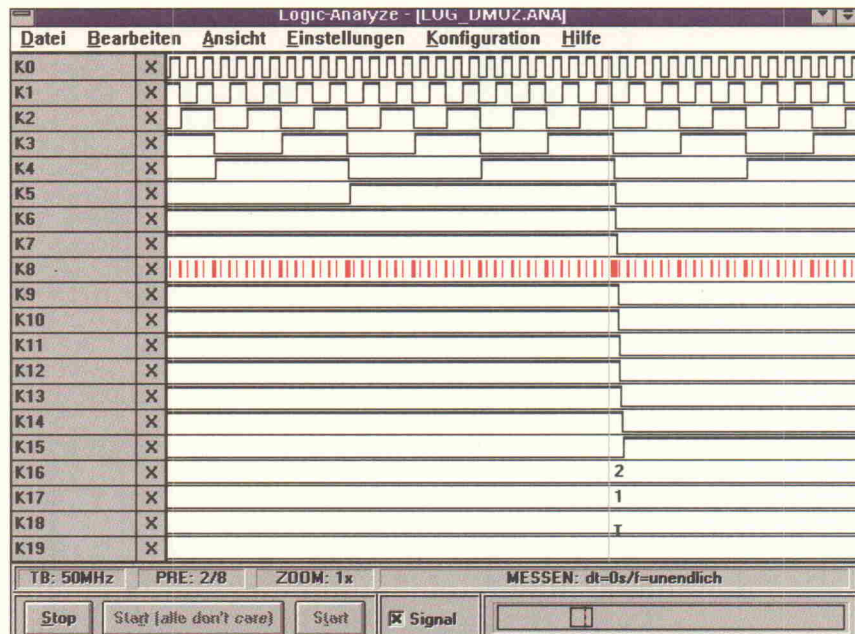 Logic-Analyze - [LOG_DM02.ANA]
Datei Bearbeiten Ansicht Einstellungen Konfiguration Hilfe
K0 X
K1 X
K2 X
K3 X
K4 X
K5 X
K6 X
K7 X
K8 X
K9 X
K10 X
K11 X
K12 X
K13 X
K14 X
K15 X
K16 X 2
K17 X 1
K18 X T
K19 X
TB: 50MHz PRE: 2/8 ZOOM: 1x MESSEN: dt=0s/f=unendlich
Stop Start (alle don't care) Start X Signal